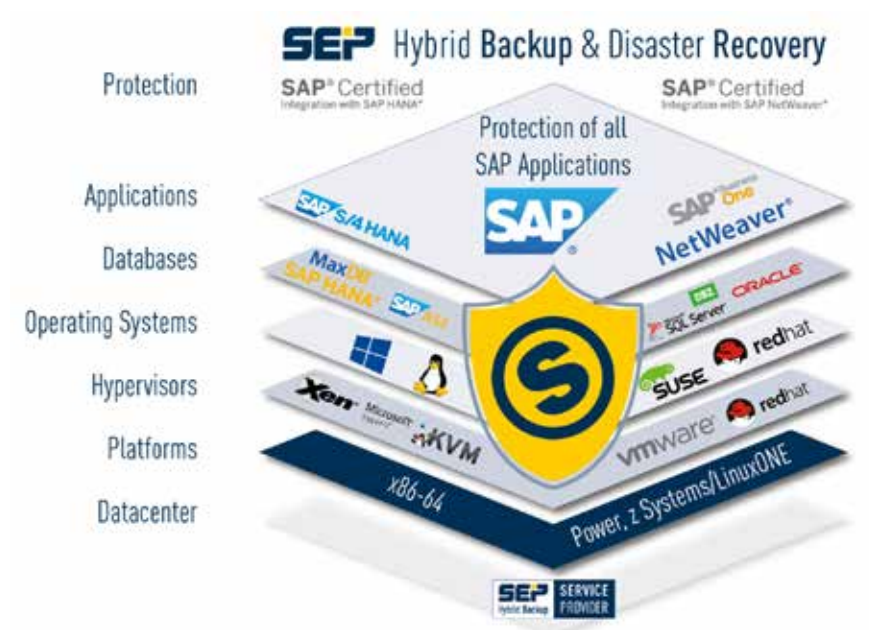 SEP Hybrid Backup & Disaster Recovery
Protection
SAP® Certified
Integration with SAP HANA®
SAP® Certified
Integration with SAP NetWeaver®
Protection of all
SAP Applications
Applications
SAP S/4 HANA
SAP®
SAP Business
One
NetWeaver®
Databases
MaxDB
SAP HANA®
SAP
DB2
ORACLE®
SQL Server
Operating Systems
S
SUSE
redhat
Hypervisors
Xen
Microsoft
KVM
vmware®
redhat
Platforms
x86-64
Power, z Systems/LinuxONE
Datacenter
SEP
Hybrid Backup
SERVICE
PROVIDER